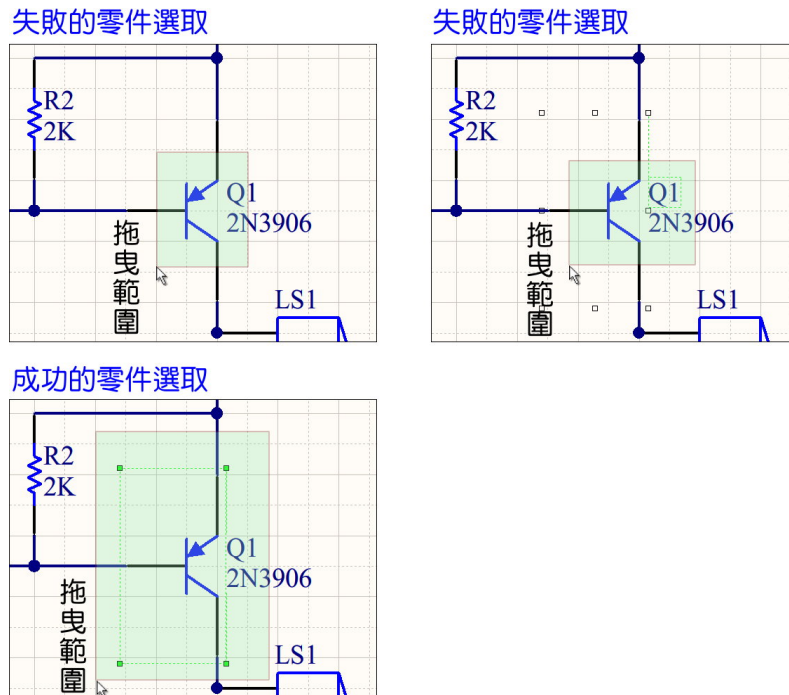 失敗的零件選取
R2
2K
Q1
2N3906
拖曳範圍
LS1
失敗的零件選取
R2
2K
Q1
2N3906
拖曳範圍
LS1
成功的零件選取
R2
2K
Q1
2N3906
拖曳範圍
LS1